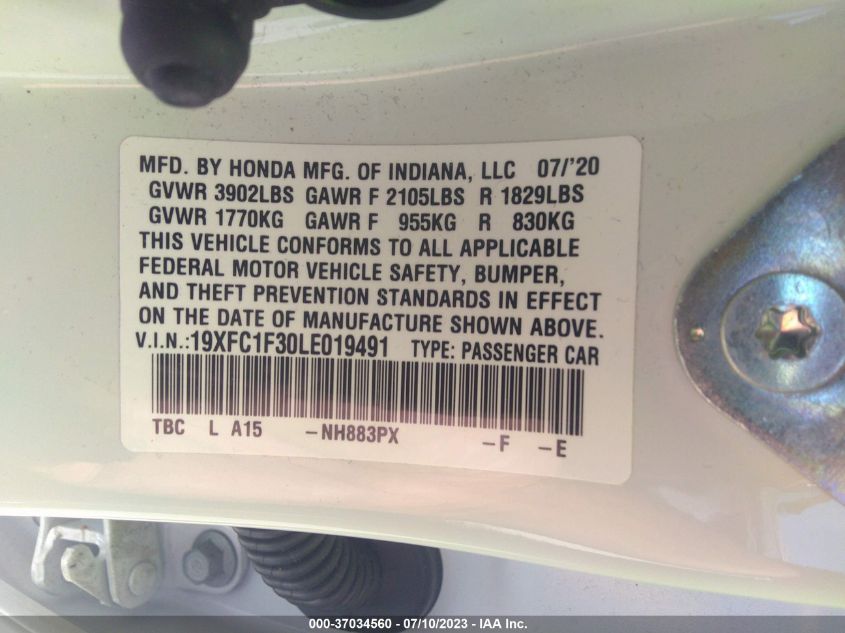 MFD. BY HONDA MFG. OF INDIANA, LLC 07/'20
GVWR 3902LBS GAWR F 2105LBS R 1829LBS
GVWR 1770KG GAWR F 955KG R 830KG
THIS VEHICLE CONFORMS TO ALL APPLICABLE
FEDERAL MOTOR VEHICLE SAFETY, BUMPER,
AND THEFT PREVENTION STANDARDS IN EFFECT
ON THE DATE OF MANUFACTURE SHOWN ABOVE.
V.I.N.:19XFC1F30LE019491 TYPE: PASSENGER CAR
TBC L A15 -NH883PX -F -E
000-37034560 - 07/10/2023 - IAA Inc.